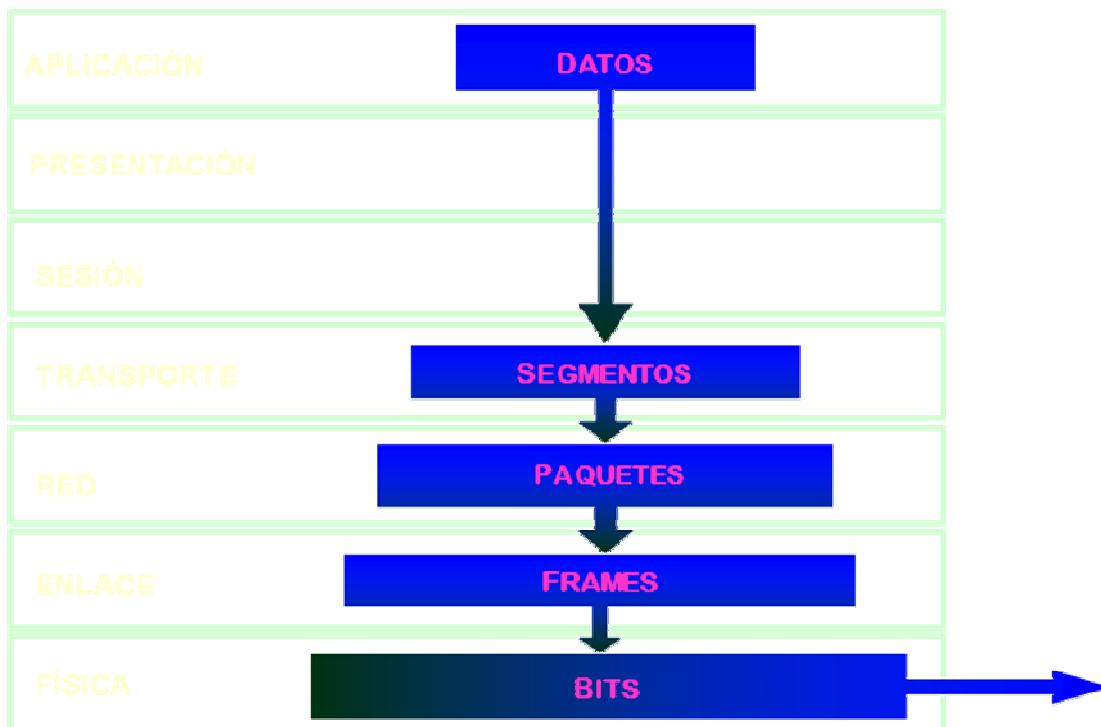 APLICACIÓN DATOS
PRESENTACIÓN
SESIÓN
TRANSPORTE SEGMENTOS
RED PAQUETES
ENLACE FRAMES
FÍSICA BITS